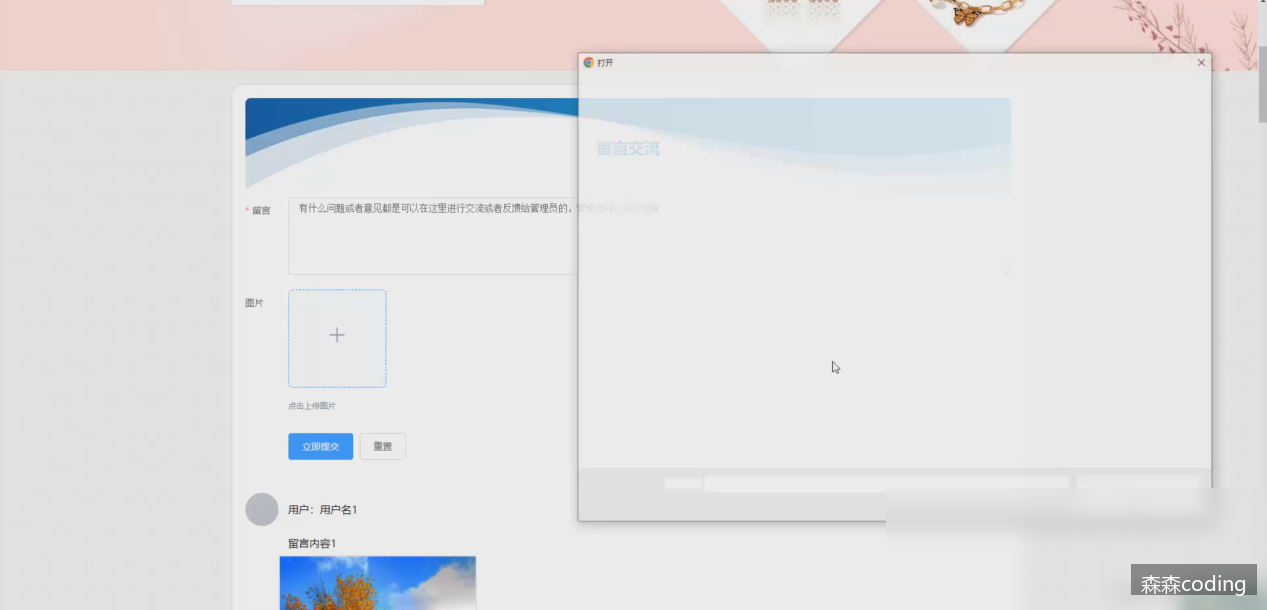 打开
留言交流
* 留言
有什么问题或者意见都是可以在这里进行交流或者反馈给管理员的，
图片
点击上传图片
立即提交
重置
用户：用户名1
留言内容1
森森coding